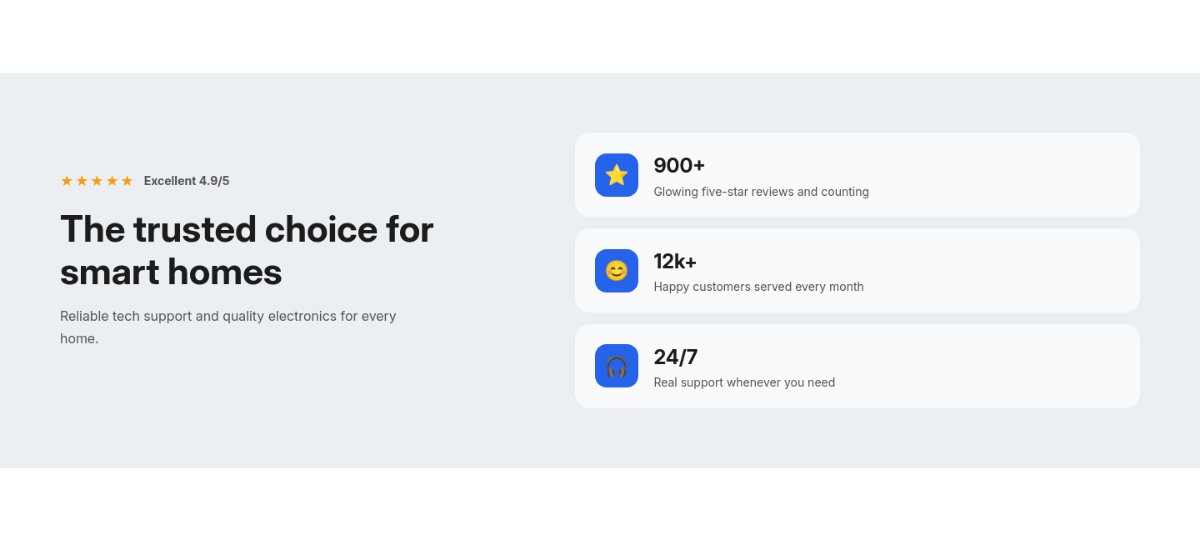 ★★★★★ Excellent 4.9/5
The trusted choice for
smart homes
Reliable tech support and quality electronics for every
home.
900+
Glowing five-star reviews and counting
12k+
Happy customers served every month
24/7
Real support whenever you need